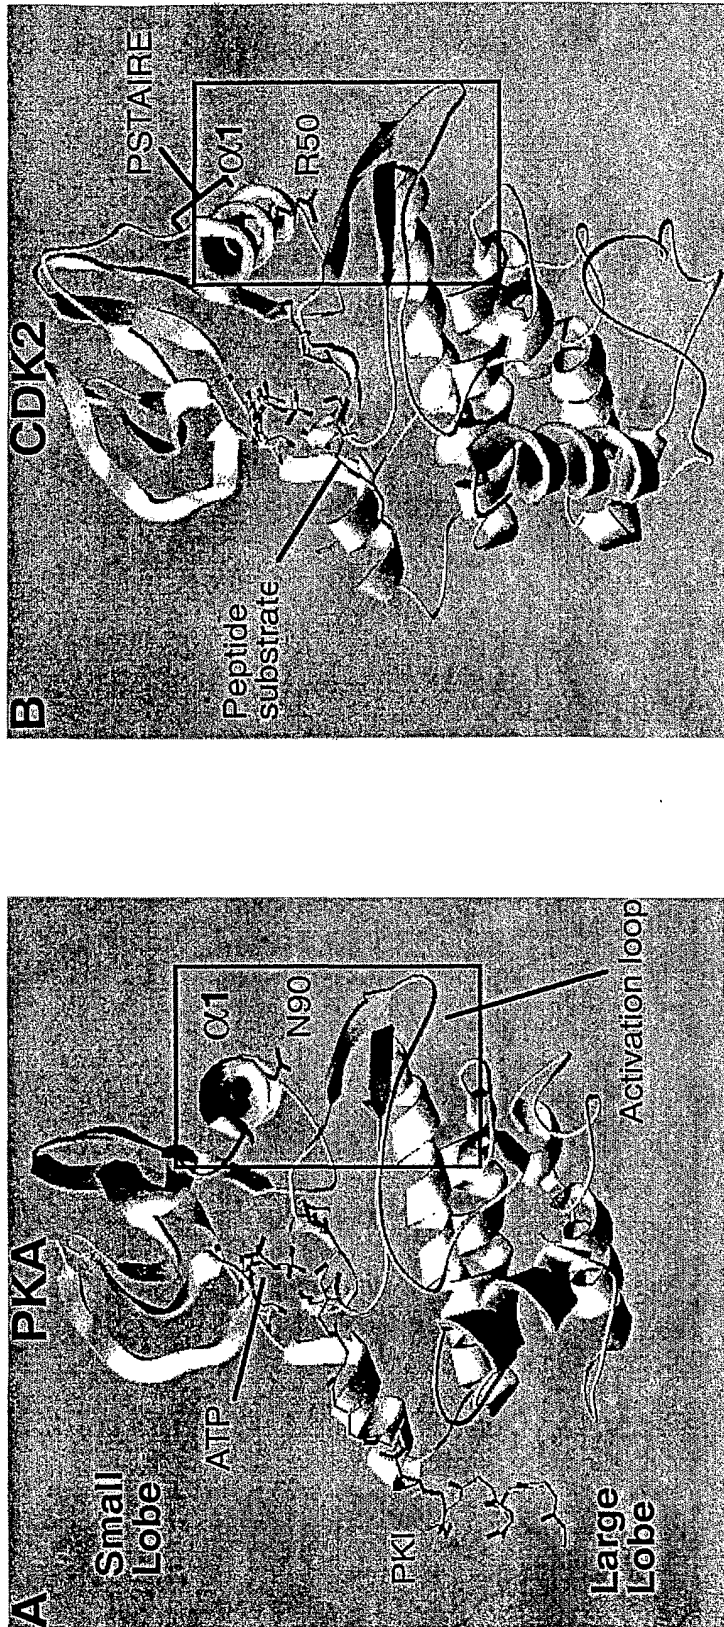 A
PKA
Small
Lobe
ATP
α1
N90
PKI
Large
Lobe
Activation loop
B
CDK2
PSTAIRE
α1
R50
Peptide
substrate